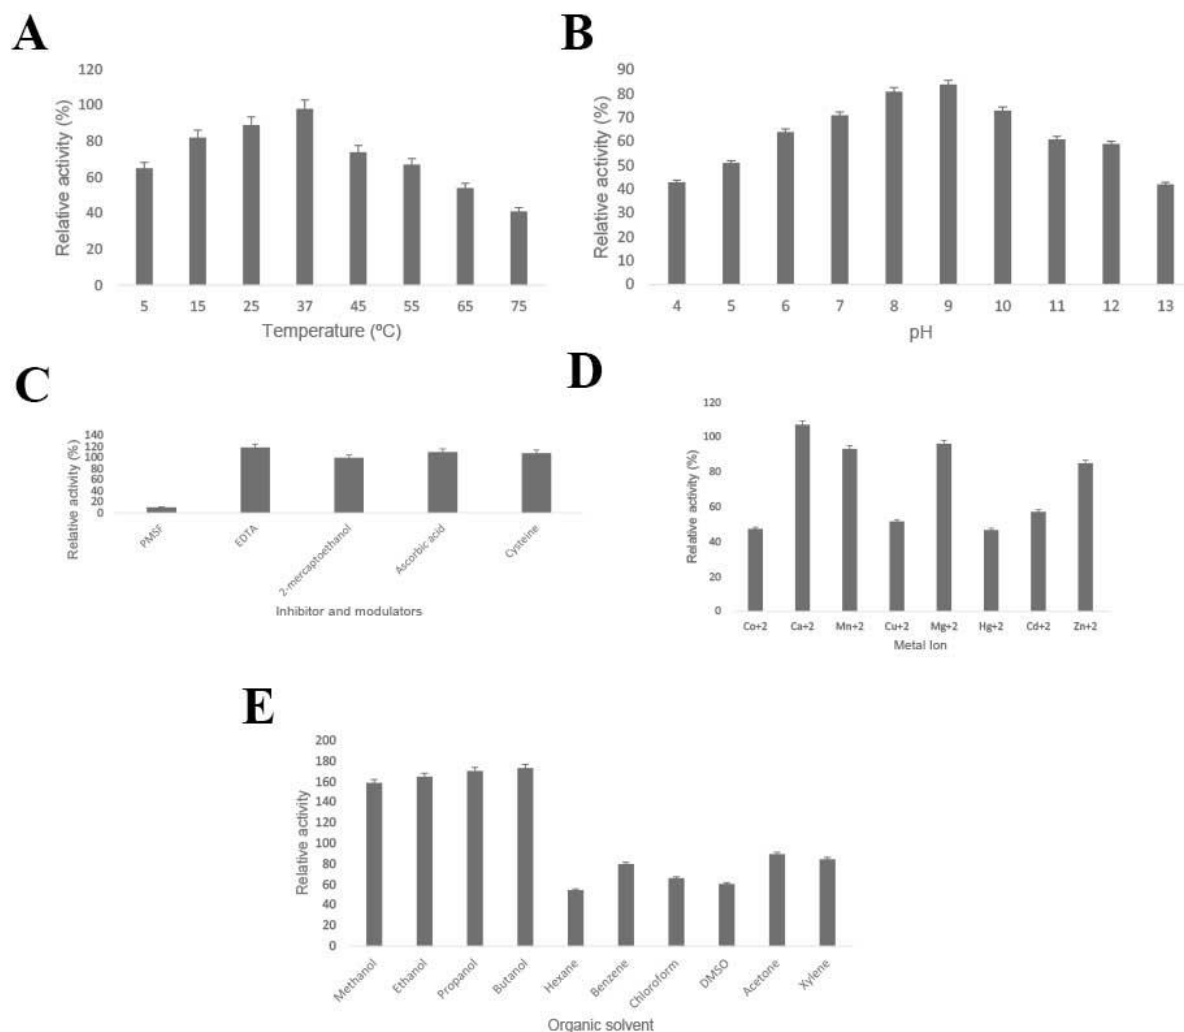 A
Relative activity (%)
120
100
80
60
40
20
0
5 15 25 37 45 55 65 75
Temperature (ºC)
B
Relative activity (%)
90
80
70
60
50
40
30
20
10
0
4 5 6 7 8 9 10 11 12 13
pH
C
Relative activity (%)
140
120
100
80
60
40
20
0
PMSF
EDTA
2-mercaptoethanol
Ascorbic acid
Cysteine
Inhibitor and modulators
D
Relative activity (%)
120
100
80
60
40
20
0
Co+2 Ca+2 Mn+2 Cu+2 Mg+2 Hg+2 Cd+2 Zn+2
Metal Ion
E
Relative activity
200
180
160
140
120
100
80
60
40
20
0
Methanol
Ethanol
Propanol
Butanol
Hexane
Benzene
Chloroform
DMSO
Acetone
Xylene
Organic solvent